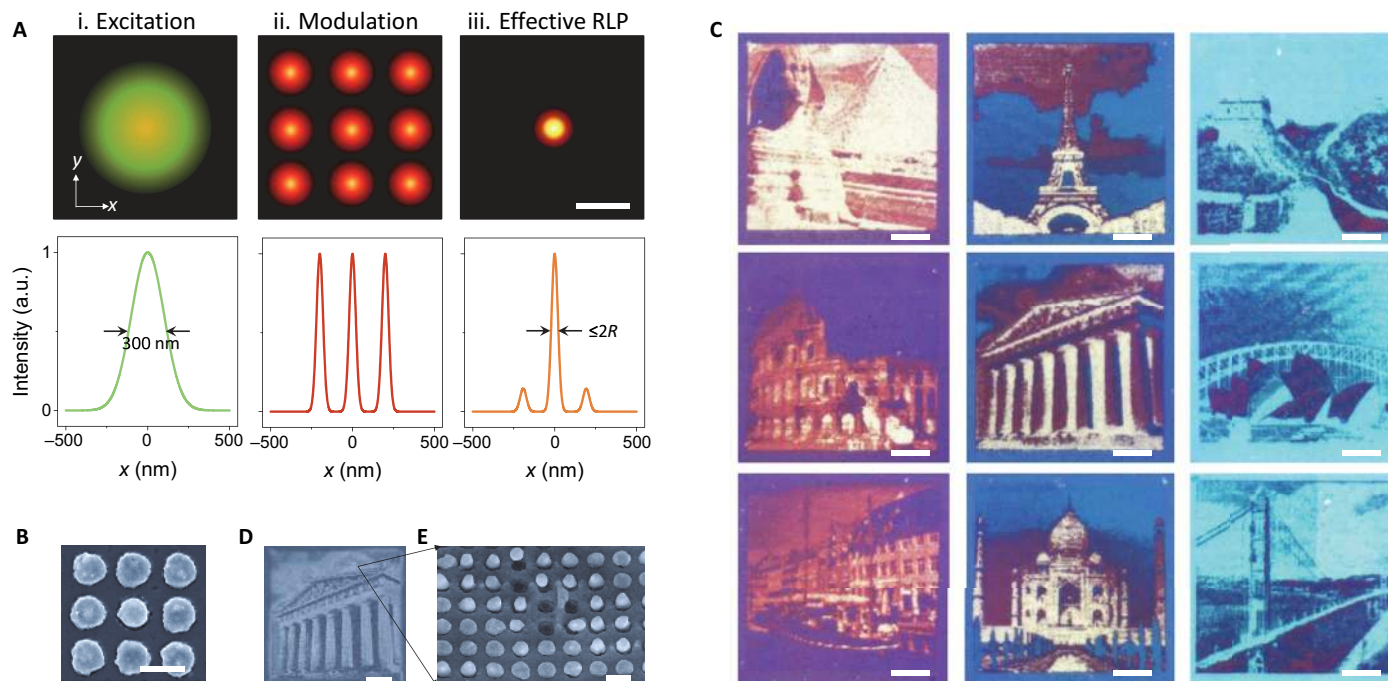 A
i. Excitation
ii. Modulation
iii. Effective RLP
y
x
Intensity (a.u.)
1
0
300 nm
≤2R
–500
0
500
–500
0
500
–500
0
500
x (nm)
x (nm)
x (nm)
B
D
E
C